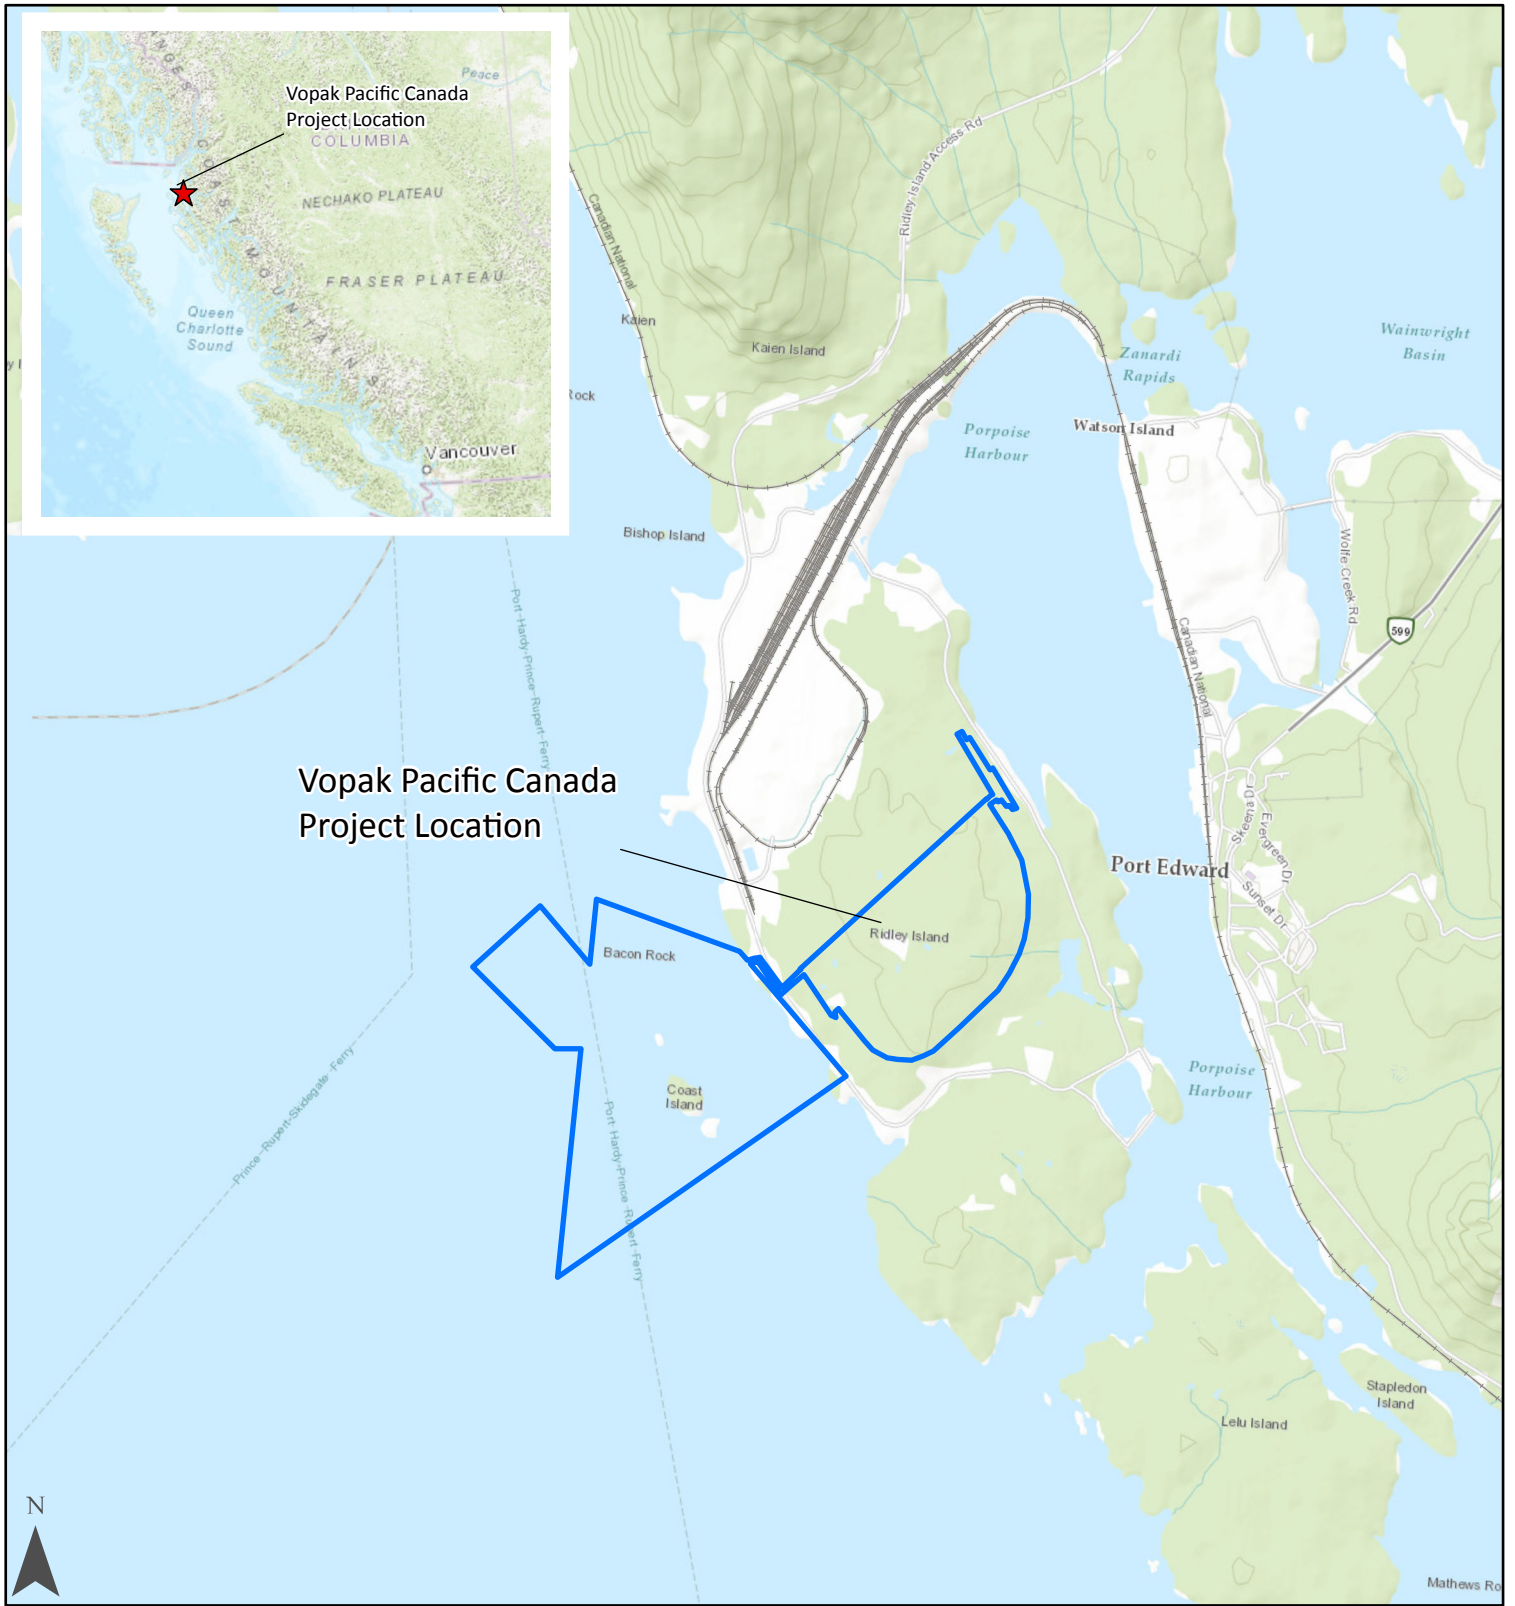 Peace
Vopak Pacific Canada
Project Location
COLUMBIA
NECHAKO PLATEAU
COAST MOUNTAINS
FRASER PLATEAU
Queen
Charlotte
Sound
Vancouver
Ridley Island Access Rd
Canadian National
Kaien
Kaien Island
Zanardi
Rapids
Wainwright
Basin
Rock
Watson Island
Porpoise
Harbour
Bishop Island
Wolfe Creek Rd
599
Port-Hardy-Prince-Rupert-Ferry
Canadian National
Vopak Pacific Canada
Project Location
Skeena Dr
Evergreen Dr
Port Edward
Sunset Dr
Ridley Island
Bacon Rock
Prince-Rupert-Skidegate-Ferry
Coast
Island
Porpoise
Harbour
Port Hardy-Prince Rupert-Ferry
Stapledon
Island
Lelu Island
N
Mathews Ro